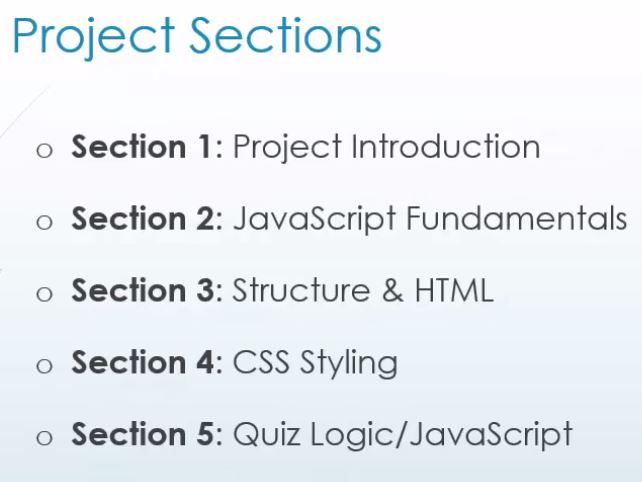 Project Sections
o Section 1: Project Introduction
o Section 2: JavaScript Fundamentals
o Section 3: Structure & HTML
o Section 4: CSS Styling
o Section 5: Quiz Logic/JavaScript